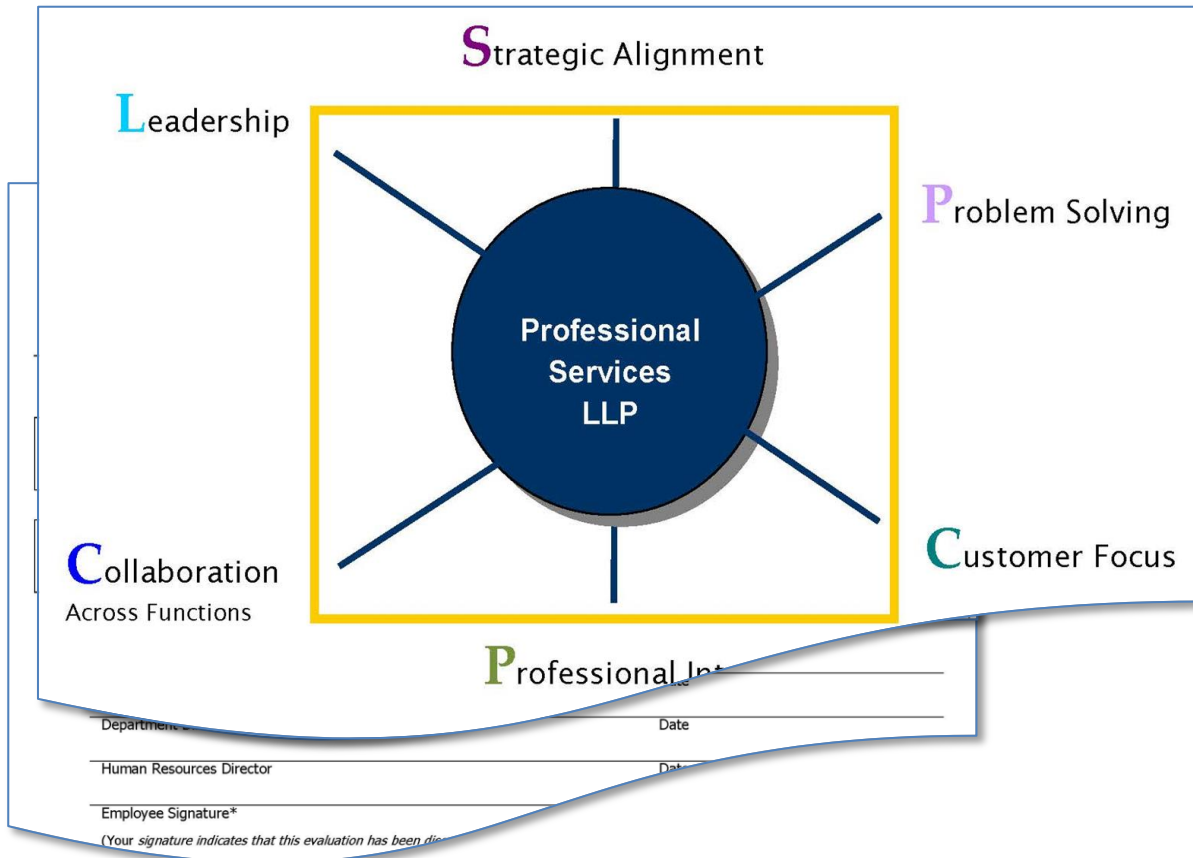 Strategic Alignment
Leadership
Problem Solving
Professional
Services
LLP
Collaboration
Across Functions
Customer Focus
Professional
Department
Date
Human Resources Director
Employee Signature*
(Your signature indicates that this evaluation has been